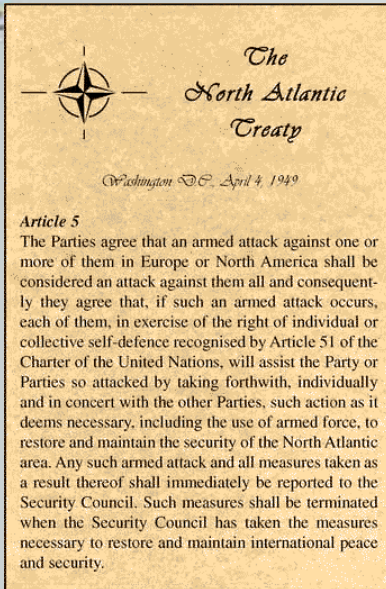 The
North Atlantic
Treaty
Washington D.C., April 4, 1949
Article 5
The Parties agree that an armed attack against one or
more of them in Europe or North America shall be
considered an attack against them all and consequent-
ly they agree that, if such an armed attack occurs,
each of them, in exercise of the right of individual or
collective self-defence recognised by Article 51 of the
Charter of the United Nations, will assist the Party or
Parties so attacked by taking forthwith, individually
and in concert with the other Parties, such action as it
deems necessary, including the use of armed force, to
restore and maintain the security of the North Atlantic
area. Any such armed attack and all measures taken as
a result thereof shall immediately be reported to the
Security Council. Such measures shall be terminated
when the Security Council has taken the measures
necessary to restore and maintain international peace
and security.